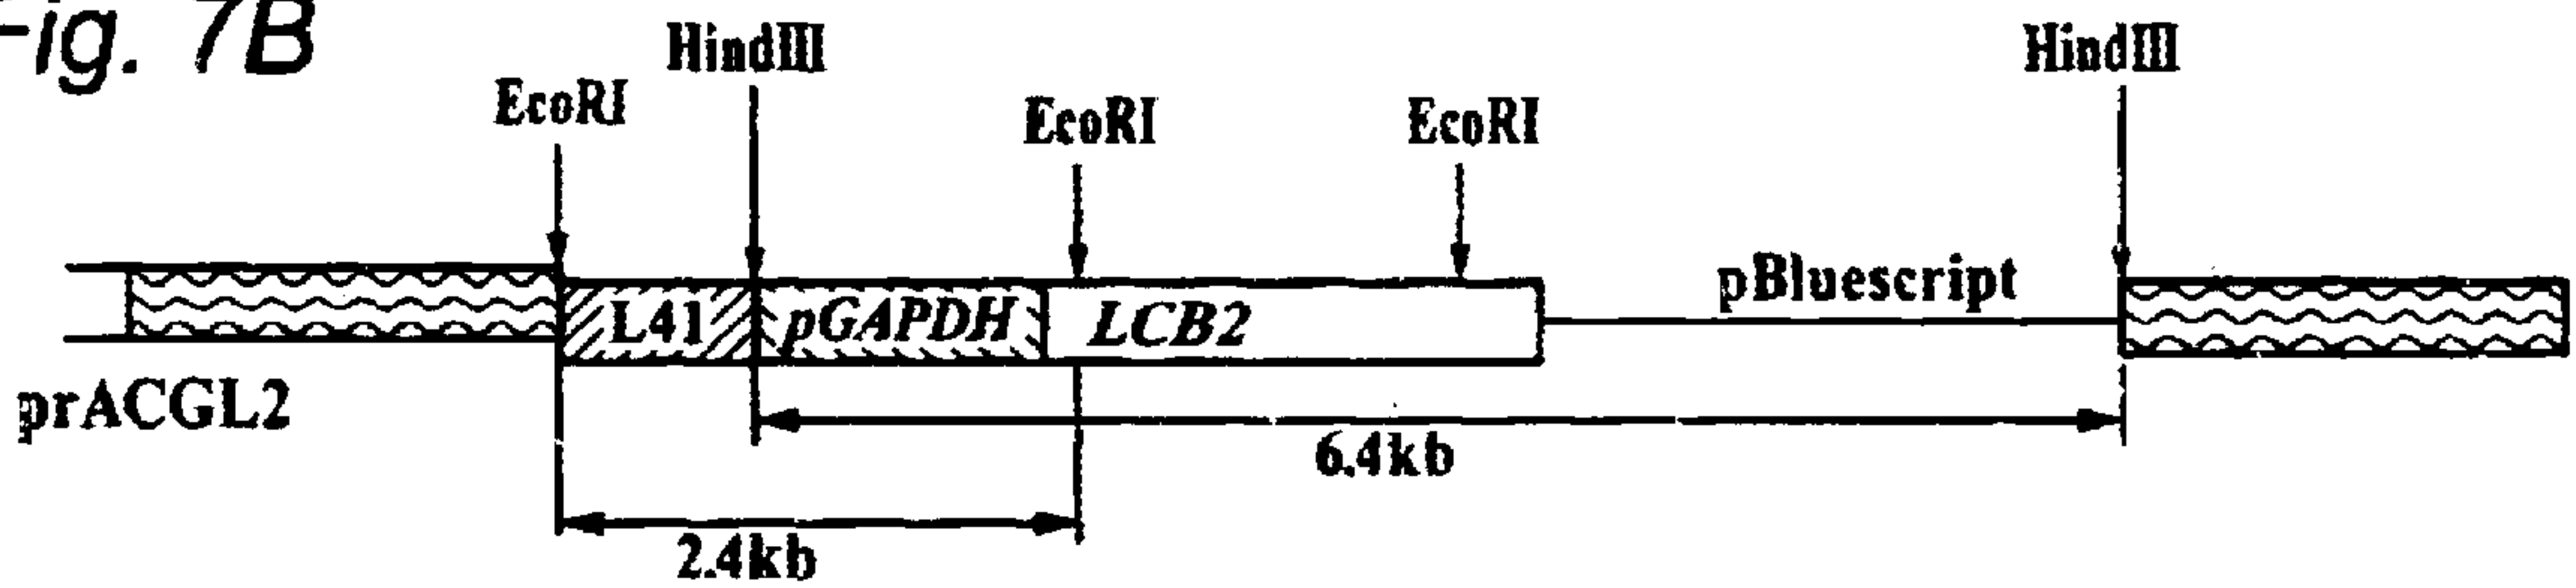 Fig. 7B
HindIII
HindIII
EcoRI
EcoRI
EcoRI
pBluescript
L41
pGAPDH
LCB2
prACGL2
6.4kb
2.4kb